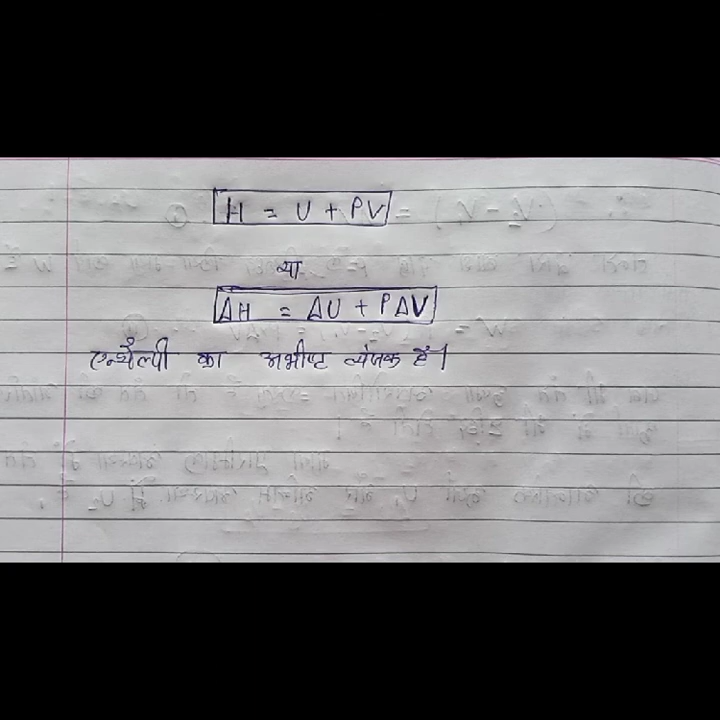 H = U + PV
या
ΔH = ΔU + PΔV
एन्थैल्पी का अभीष्ट व्यंजक है।